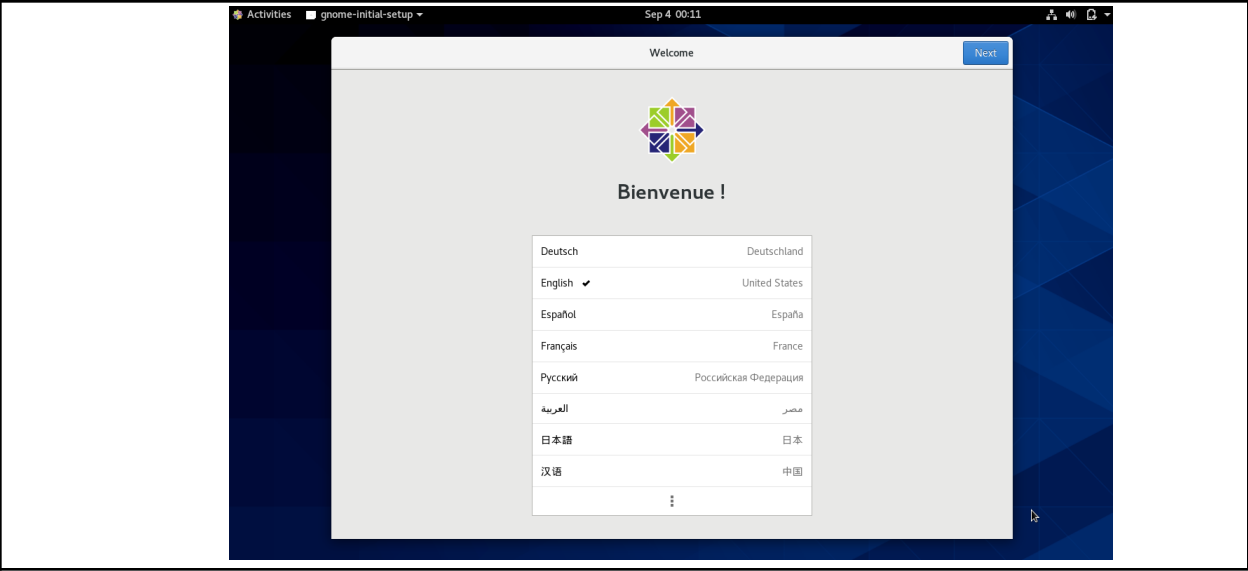 Activities gnome-initial-setup Sep 4 00:11
Welcome Next
Bienvenue !
Deutsch Deutschland
English United States
Español España
Français France
Русский Российская Федерация
العربية مصر
日本語 日本
汉语 中国